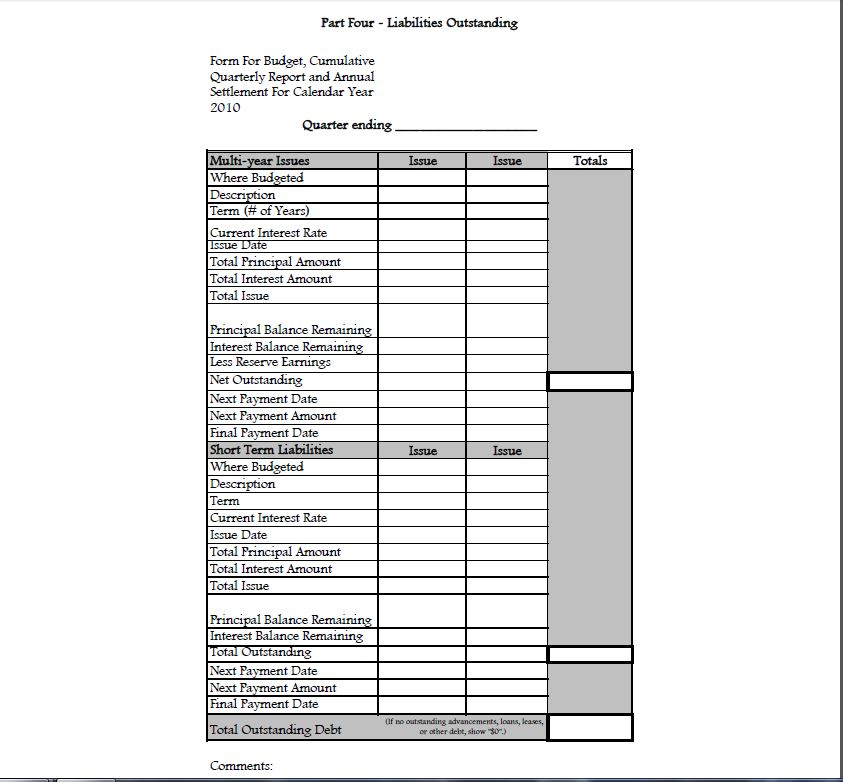 Part Four - Liabilities Outstanding
Form For Budget, Cumulative
Quarterly Report and Annual
Settlement For Calendar Year
2010
Quarter ending ____________________
Multi-year Issues Issue Issue Totals
Where Budgeted
Description
Term (# of Years)
Current Interest Rate
Issue Date
Total Principal Amount
Total Interest Amount
Total Issue
Principal Balance Remaining
Interest Balance Remaining
Less Reserve Earnings
Net Outstanding
Next Payment Date
Next Payment Amount
Final Payment Date
Short Term Liabilities Issue Issue
Where Budgeted
Description
Term
Current Interest Rate
Issue Date
Total Principal Amount
Total Interest Amount
Total Issue
Principal Balance Remaining
Interest Balance Remaining
Total Outstanding
Next Payment Date
Next Payment Amount
Final Payment Date
Total Outstanding Debt
(If no outstanding advancements, loans, leases,
or other debt, show "$0".)
Comments: